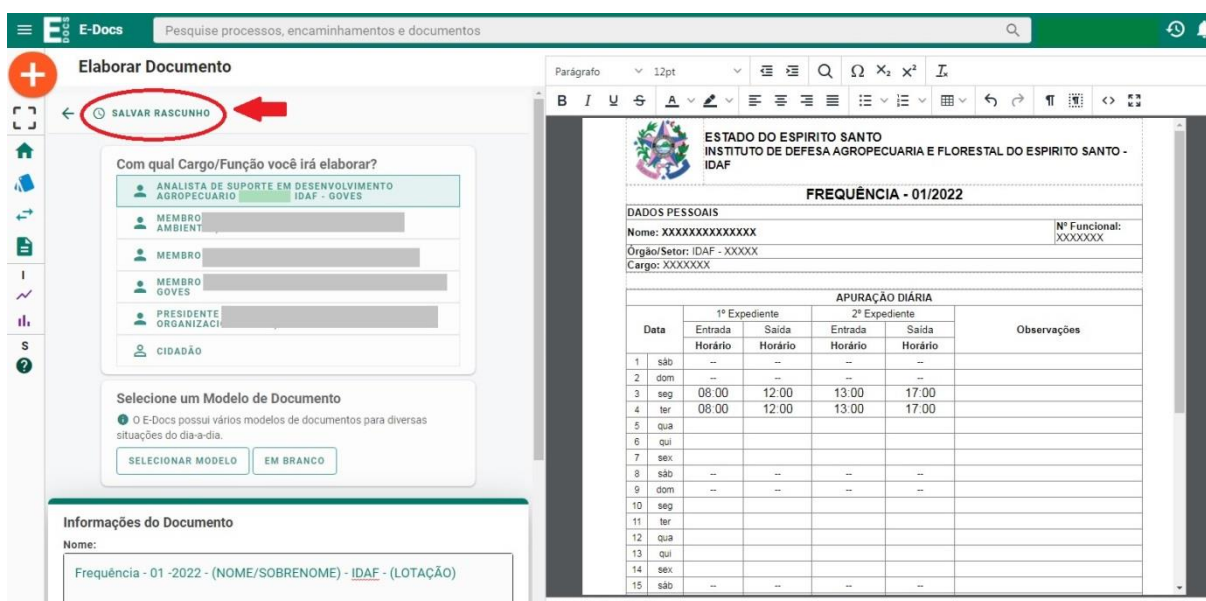 E-Docs
Pesquise processos, encaminhamentos e documentos
Elaborar Documento
SALVAR RASCUNHO
Com qual Cargo/Função você irá elaborar?
ANALISTA DE SUPORTE EM DESENVOLVIMENTO
AGROPECUARIO IDAF - GOVES
MEMBRO
AMBIENT
MEMBRO
MEMBRO
GOVES
PRESIDENTE
ORGANIZACI
CIDADÃO
Selecione um Modelo de Documento
O E-Docs possui vários modelos de documentos para diversas
situações do dia-a-dia.
SELECIONAR MODELO EM BRANCO
Informações do Documento
Nome:
Frequência - 01 -2022 - (NOME/SOBRENOME) - IDAF - (LOTAÇÃO)
I
S
Parágrafo 12pt
ESTADO DO ESPIRITO SANTO
INSTITUTO DE DEFESA AGROPECUARIA E FLORESTAL DO ESPIRITO SANTO -
IDAF
FREQUÊNCIA - 01/2022
DADOS PESSOAIS
Nome: XXXXXXXXXXXXXX Nº Funcional:
XXXXXXX
Órgão/Setor: IDAF - XXXXX
Cargo: XXXXXXX
APURAÇÃO DIÁRIA
Data 1º Expediente 2º Expediente Observações
Entrada Saída Entrada Saída
Horário Horário Horário Horário
1 sáb -- -- -- --
2 dom -- -- -- --
3 seg 08:00 12:00 13:00 17:00
4 ter 08:00 12:00 13:00 17:00
5 qua
6 qui
7 sex
8 sáb -- -- -- --
9 dom -- -- -- --
10 seg
11 ter
12 qua
13 qui
14 sex
15 sáb -- -- -- --